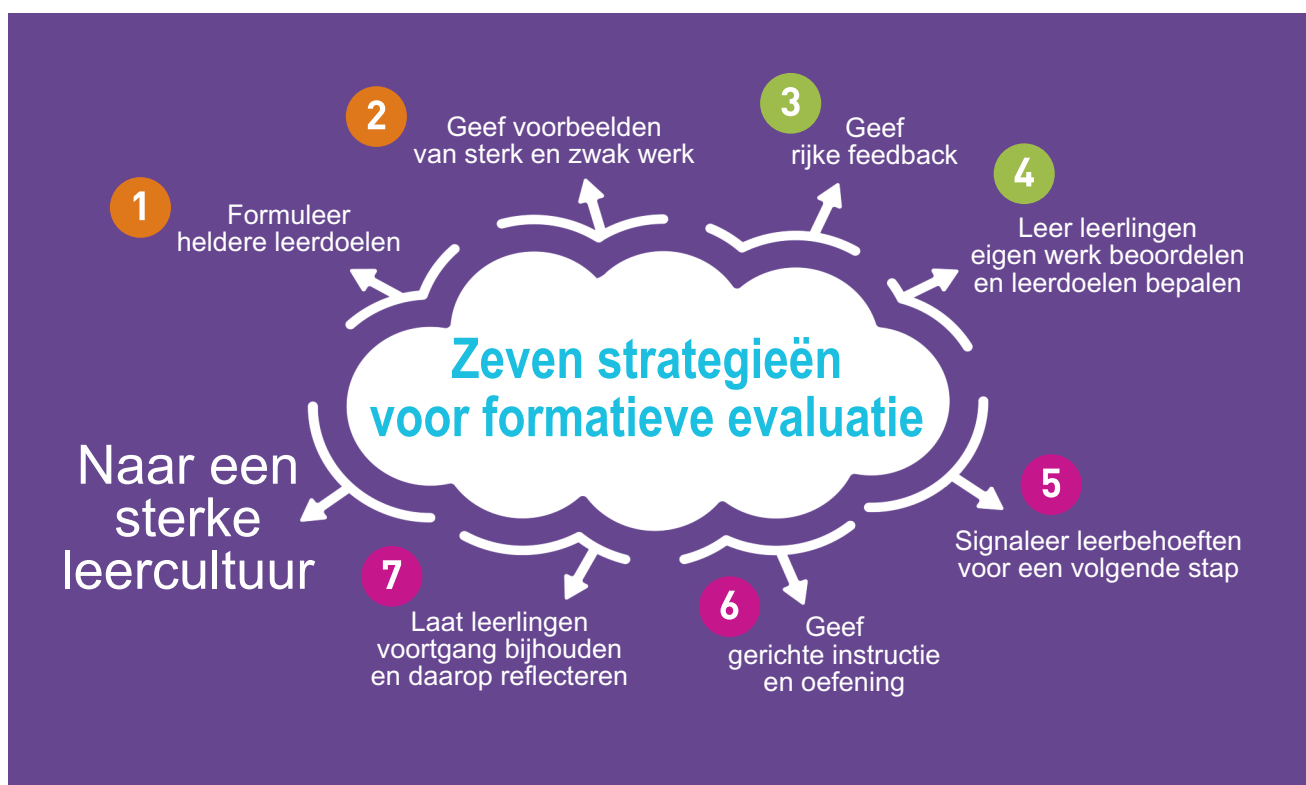 Zeven strategieën
voor formatieve evaluatie
1
Formuleer
heldere leerdoelen
2
Geef voorbeelden
van sterk en zwak werk
3
Geef
rijke feedback
4
Leer leerlingen
eigen werk beoordelen
en leerdoelen bepalen
5
Signaleer leerbehoeften
voor een volgende stap
6
Geef
gerichte instructie
en oefening
7
Laat leerlingen
voortgang bijhouden
en daarop reflecteren
Naar een
sterke
leercultuur